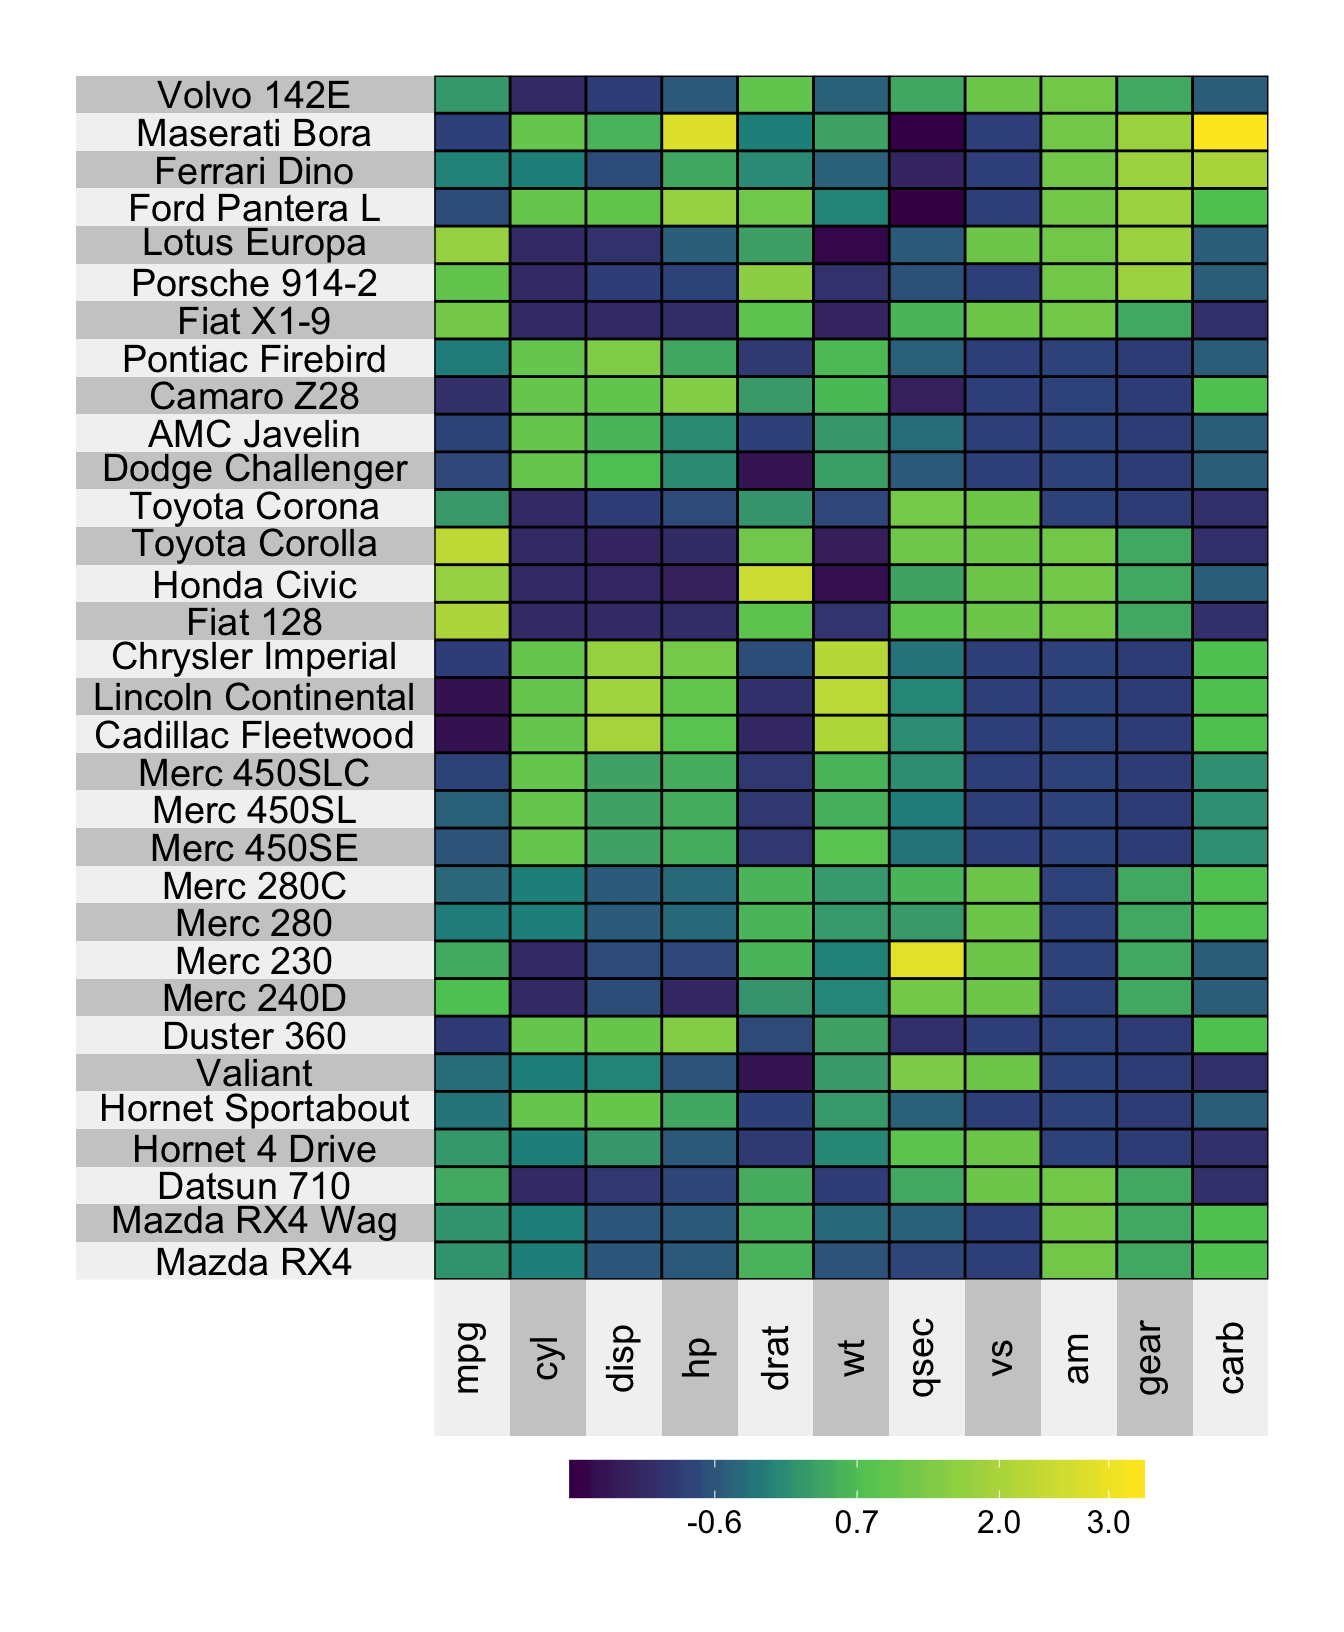 Volvo 142E
Maserati Bora
Ferrari Dino
Ford Pantera L
Lotus Europa
Porsche 914-2
Fiat X1-9
Pontiac Firebird
Camaro Z28
AMC Javelin
Dodge Challenger
Toyota Corona
Toyota Corolla
Honda Civic
Fiat 128
Chrysler Imperial
Lincoln Continental
Cadillac Fleetwood
Merc 450SLC
Merc 450SL
Merc 450SE
Merc 280C
Merc 280
Merc 230
Merc 240D
Duster 360
Valiant
Hornet Sportabout
Hornet 4 Drive
Datsun 710
Mazda RX4 Wag
Mazda RX4
mpg cyl disp hp drat wt qsec vs am gear carb
-0.6 0.7 2.0 3.0